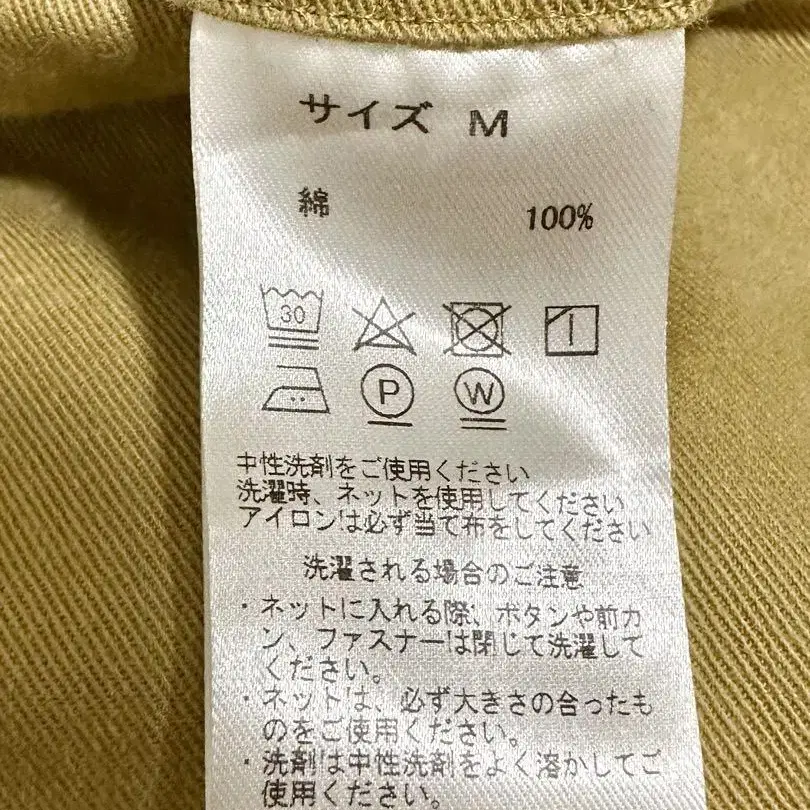 サイズ M
綿 100%
30
P W
中性洗剤をご使用ください
洗濯時、ネットを使用してください
アイロンは必ず当て布をしてください
洗濯される場合のご注意
・ネットに入れる際、ボタンや前カ
ン、ファスナーは閉じて洗濯して
ください。
・ネットは、必ず大きさの合ったも
のをご使用ください。
・洗剤は中性洗剤をよく溶かしてご
使用ください。